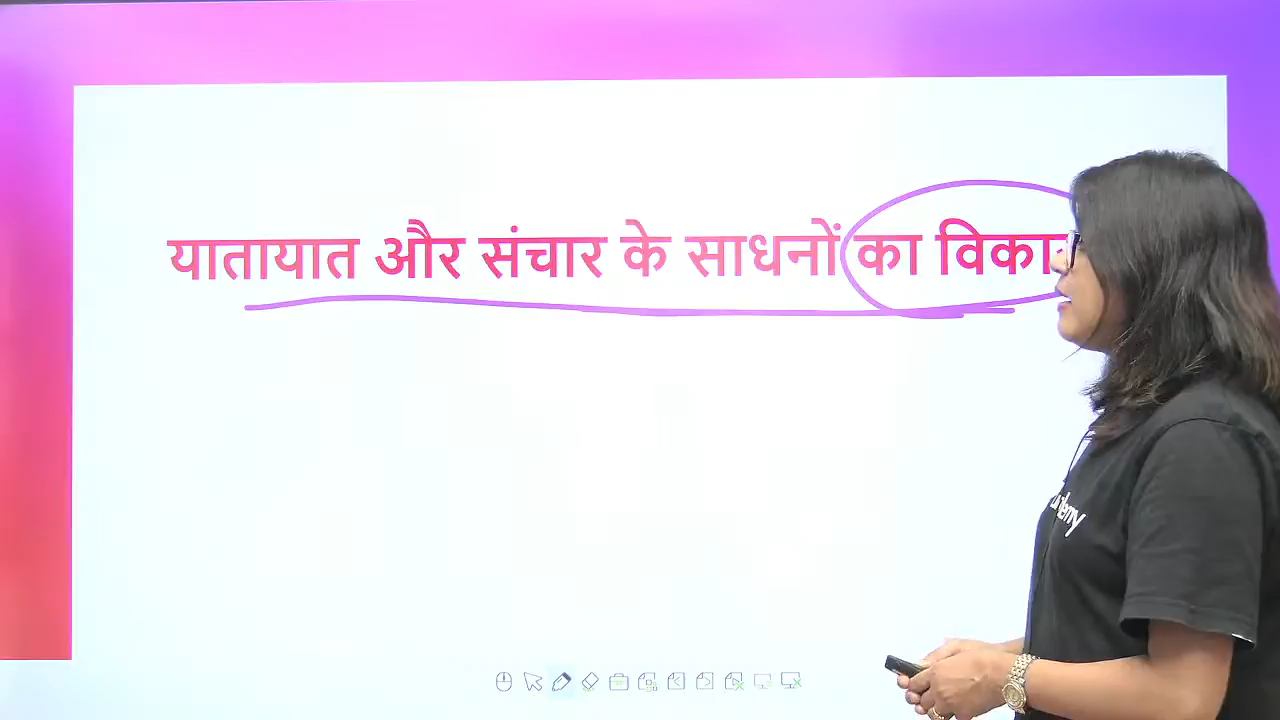 यातायात और संचार के साधनों का